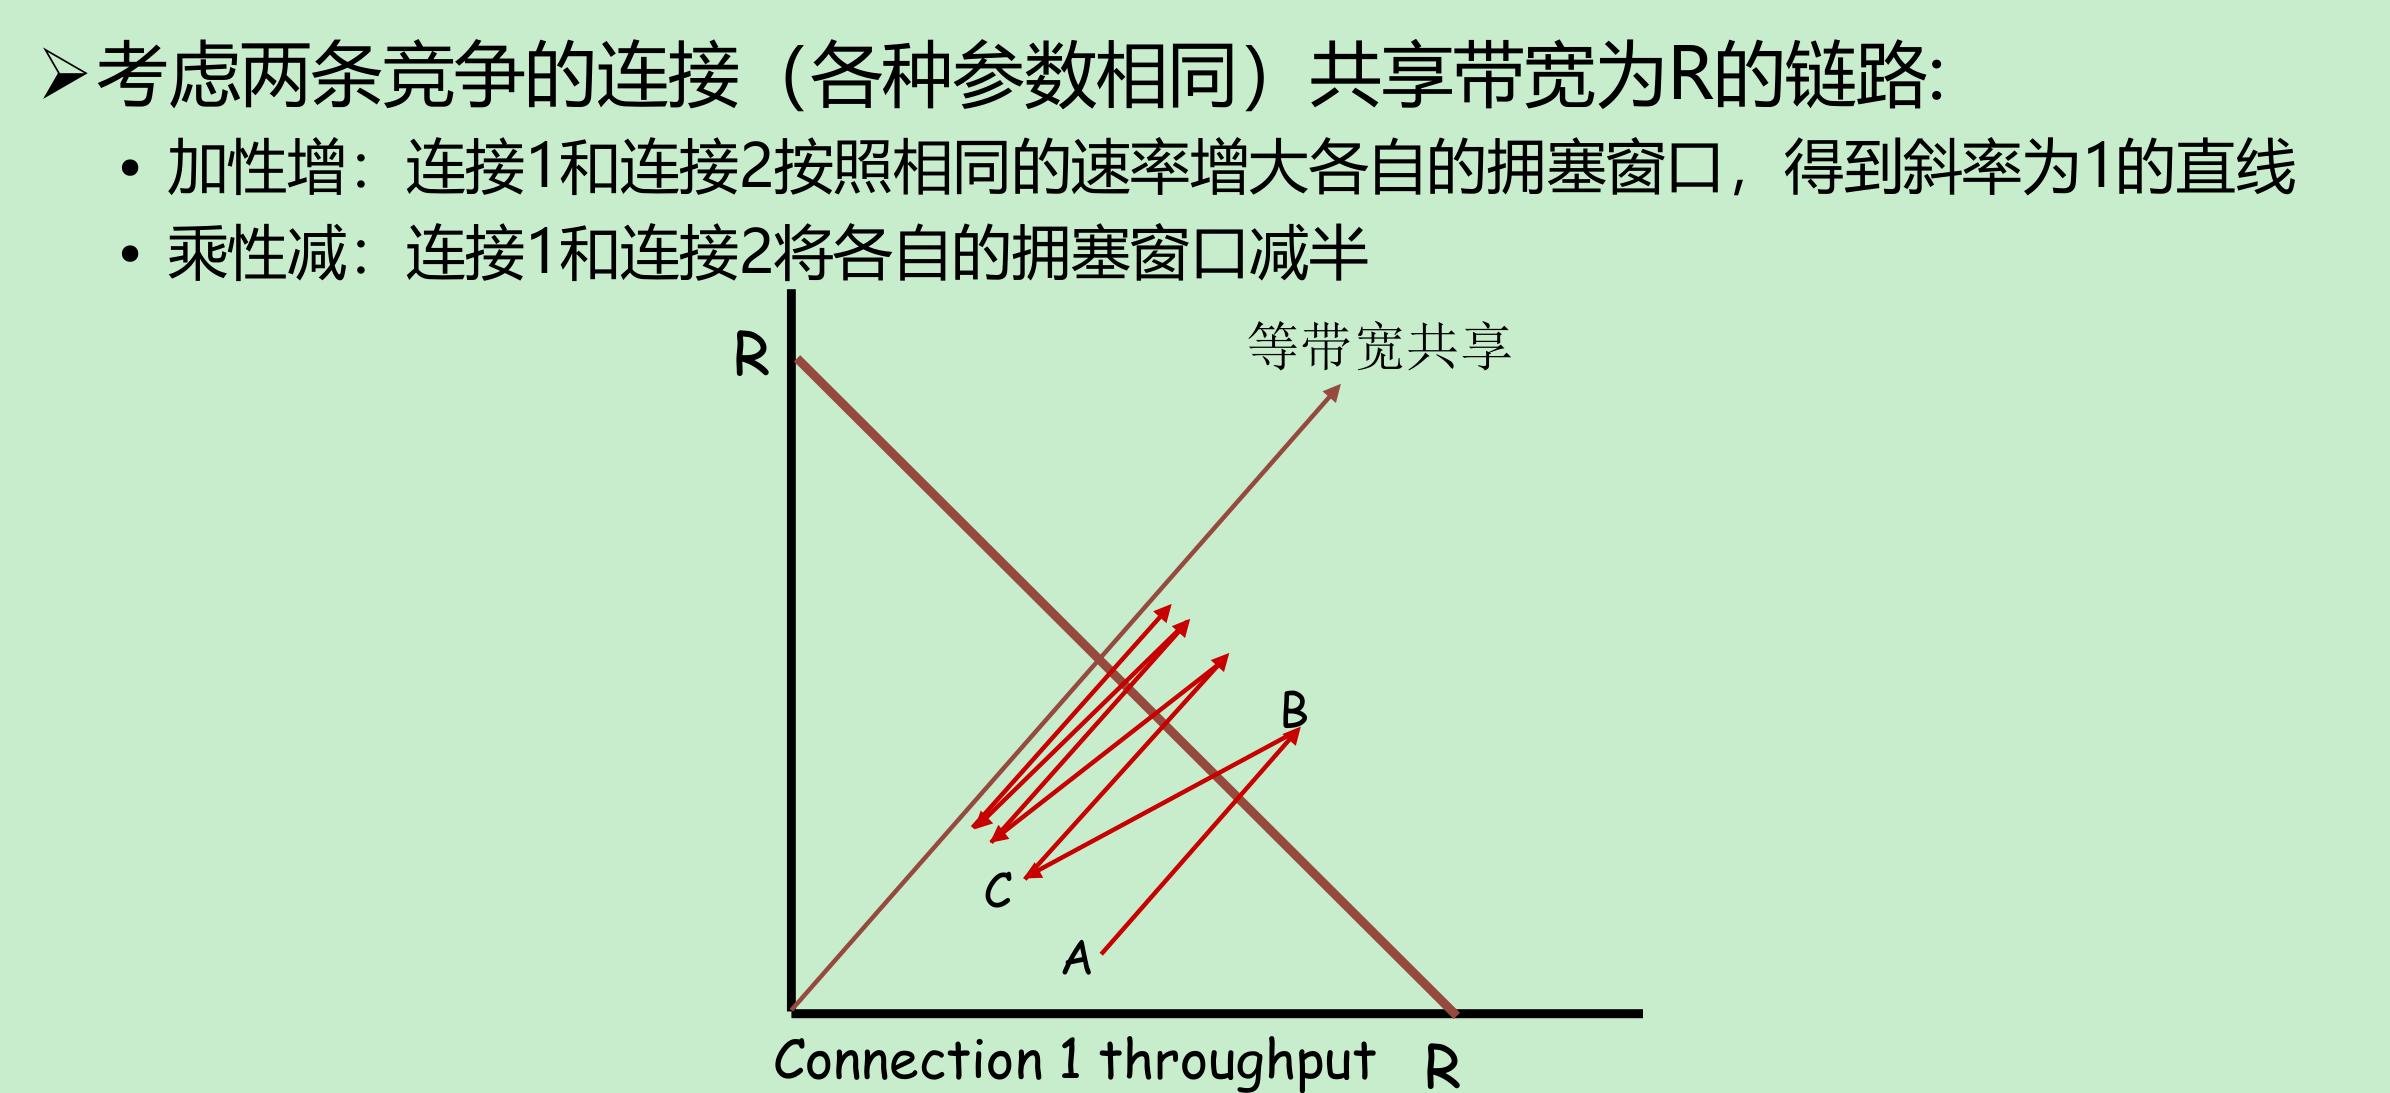 ➢考虑两条竞争的连接（各种参数相同）共享带宽为R的链路:
• 加性增：连接1和连接2按照相同的速率增大各自的拥塞窗口，得到斜率为1的直线
• 乘性减：连接1和连接2将各自的拥塞窗口减半
等带宽共享
R
B
C
A
Connection 1 throughput R